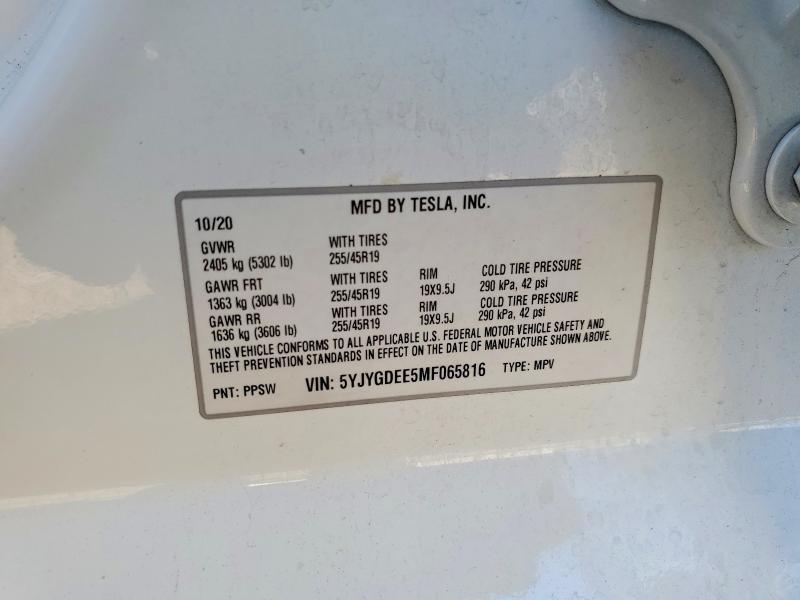 MFD BY TESLA, INC.
10/20
GVWR WITH TIRES
2405 kg (5302 lb) 255/45R19
GAWR FRT WITH TIRES RIM COLD TIRE PRESSURE
1363 kg (3004 lb) 255/45R19 19X9.5J 290 kPa, 42 psi
GAWR RR WITH TIRES RIM COLD TIRE PRESSURE
1636 kg (3606 lb) 255/45R19 19X9.5J 290 kPa, 42 psi
THIS VEHICLE CONFORMS TO ALL APPLICABLE U.S. FEDERAL MOTOR VEHICLE SAFETY AND
THEFT PREVENTION STANDARDS IN EFFECT ON THE DATE OF MANUFACTURE SHOWN ABOVE.
PNT: PPSW VIN: 5YJYGDEE5MF065816 TYPE: MPV